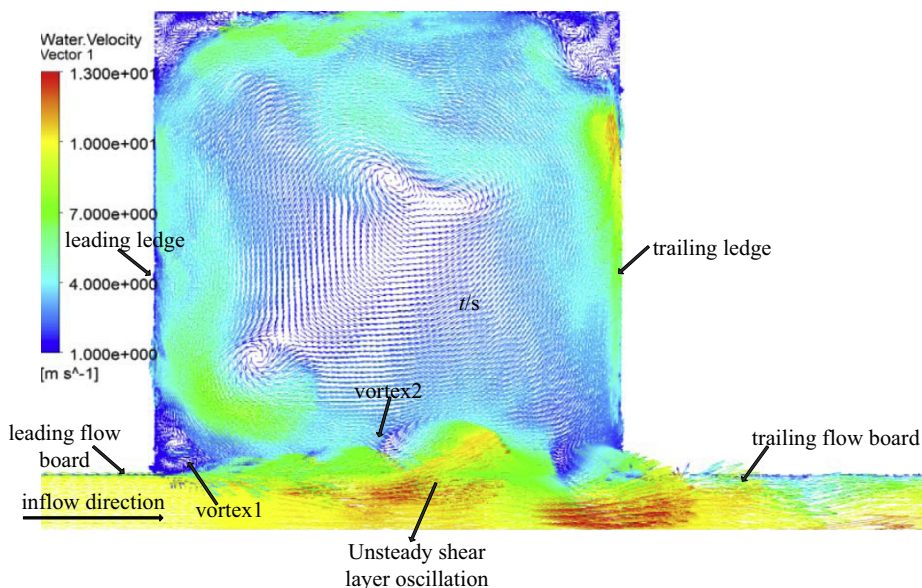 Water.Velocity
Vector 1
1.300e+001
1.000e+001
7.000e+000
4.000e+000
1.000e+000
[m s^-1]
leading ledge
trailing ledge
t/s
vortex2
leading flow
board
trailing flow board
inflow direction
vortex1
Unsteady shear
layer oscillation